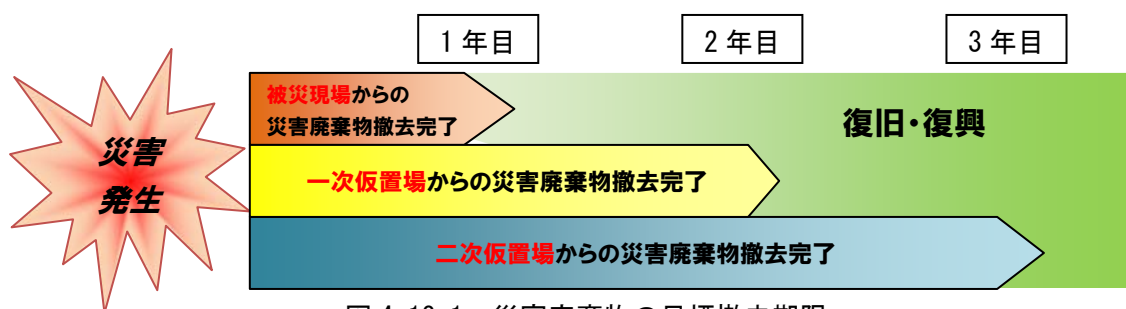 1年目
2年目
3年目
災害
発生
被災現場からの
災害廃棄物撤去完了
復旧・復興
一次仮置場からの災害廃棄物撤去完了
二次仮置場からの災害廃棄物撤去完了